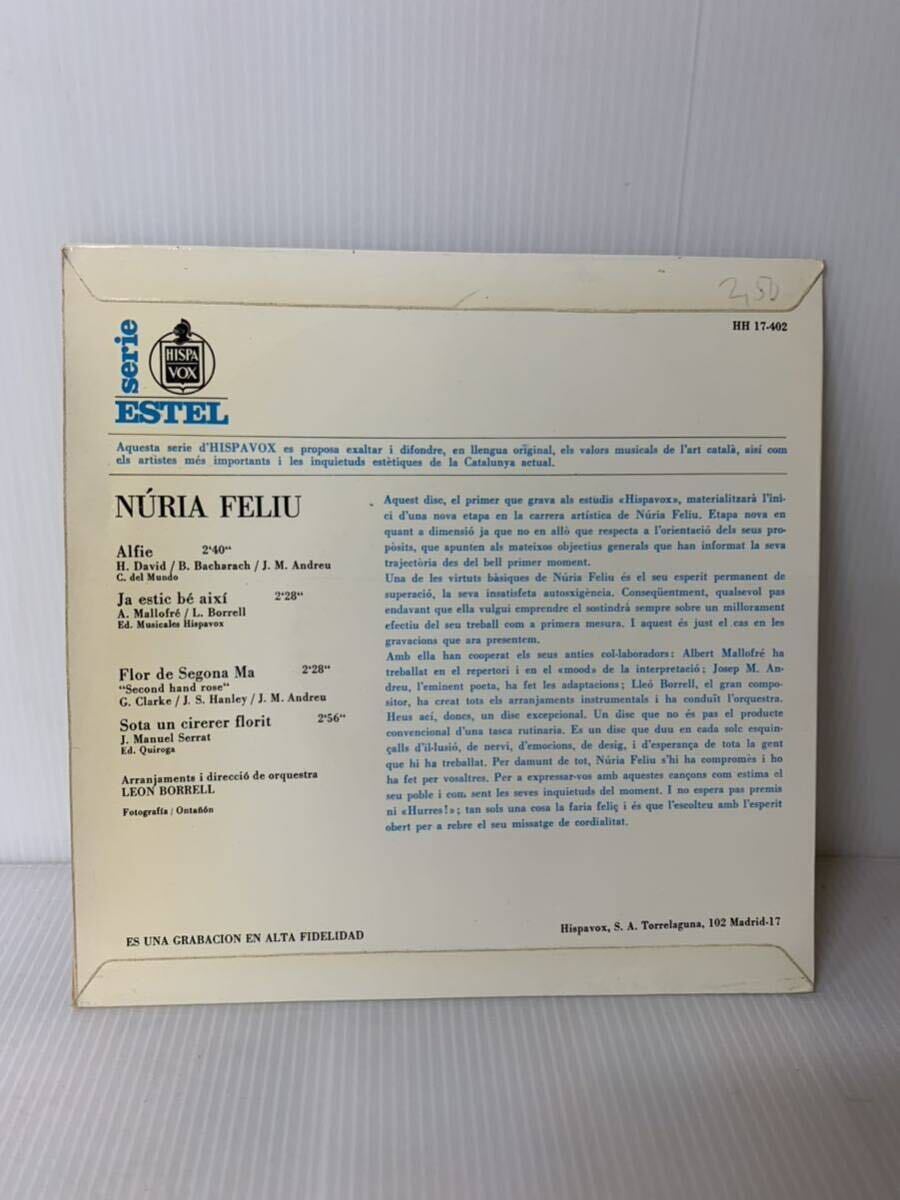 2,50
HH 17-402
serie
HISPA
VOX
ESTEL
Aquesta serie d'HISPAVOX es proposa exaltar i difondre, en llengua original, els valors musicals de l'art català, així com
els artistes més importants i les inquietuds estètiques de la Catalunya actual.
NÚRIA FELIU
Alfie 2'40"
H. David / B. Bacharach / J. M. Andreu
C. del Mundo
Ja estic bé així 2'28"
A. Mallofré / L. Borrell
Ed. Musicales Hispavox
Flor de Segona Ma 2'28"
"Second hand rose"
G. Clarke / J. S. Hanley / J. M. Andreu
Sota un cirerer florit 2'56"
J. Manuel Serrat
Ed. Quiroga
Arranjaments i direcció de orquestra
LEON BORRELL
Fotografía / Ontañón
Aquest disc, el primer que grava als estudis «Hispavox», materialitzarà l'ini-
ci d'una nova etapa en la carrera artística de Núria Feliu. Etapa nova en
quant a dimensió ja que no en allò que respecta a l'orientació dels seus pro-
pòsits, que apunten als mateixos objectius generals que han informat la seva
trajectòria des del bell primer moment.
Una de les virtuts bàsiques de Núria Feliu és el seu esperit permanent de
superació, la seva insatisfeta autosxigència. Conseqüentment, qualsevol pas
endavant que ella vulgui emprendre el sostindrà sempre sobre un millorament
efectiu del seu treball com a primera mesura. I aquest és just el cas en les
gravacions que ara presentem.
Amb ella han cooperat els seus antics col·laboradors: Albert Mallofré ha
treballat en el repertori i en el «mood» de la interpretació; Josep M. An-
dreu, l'eminent poeta, ha fet les adaptacions; Lleó Borrell, el gran compo-
sitor, ha creat tots els arranjaments instrumentals i ha conduït l'orquestra.
Heus ací, doncs, un disc excepcional. Un disc que no és pas el producte
convencional d'una tasca rutinaria. Es un disc que duu en cada solc esquin-
çalls d'il·lusió, de nervi, d'emocions, de desig, i d'esperança de tota la gent
que hi ha treballat. Per damunt de tot, Núria Feliu s'hi ha compromès i ho
ha fet per vosaltres. Per a expressar-vos amb aquestes cançons com estima el
seu poble i com sent les seves inquietuds del moment. I no espera pas premis
ni «Hurres!»; tan sols una cosa la faria feliç i és que l'escolteu amb l'esperit
obert per a rebre el seu missatge de cordialitat.
ES UNA GRABACION EN ALTA FIDELIDAD
Hispavox, S. A. Torrelaguna, 102 Madrid-17